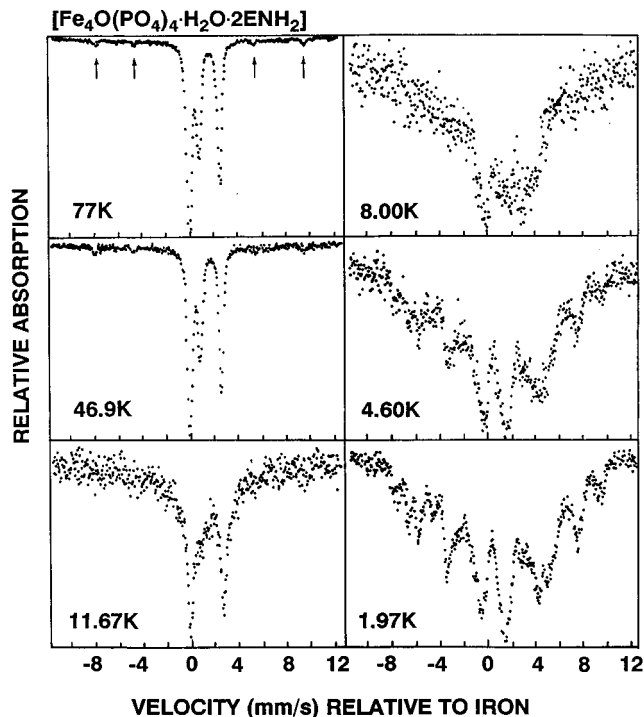 [Fe₄O(PO₄)₄·H₂O·2ENH₂]
RELATIVE ABSORPTION
77K
8.00K
46.9K
4.60K
11.67K
1.97K
-8 -4 0 4 8 12 -8 -4 0 4 8 12
VELOCITY (mm/s) RELATIVE TO IRON